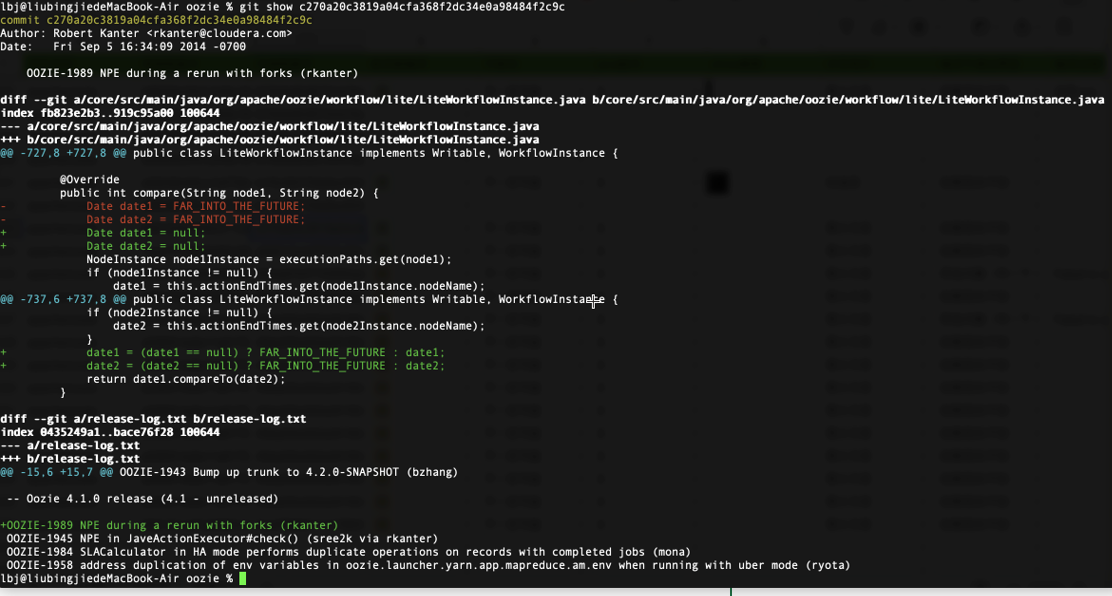 lbj@liubingjiedeMacBook-Air oozie % git show c270a20c3819a04cfa368f2dc34e0a98484f2c9c
commit c270a20c3819a04cfa368f2dc34e0a98484f2c9c
Author: Robert Kanter <rkanter@cloudera.com>
Date:   Fri Sep 5 16:34:09 2014 -0700
    OOZIE-1989 NPE during a rerun with forks (rkanter)
diff --git a/core/src/main/java/org/apache/oozie/workflow/lite/LiteWorkflowInstance.java b/core/src/main/java/org/apache/oozie/workflow/lite/LiteWorkflowInstance.java
index fb823e2b3..919c95a00 100644
--- a/core/src/main/java/org/apache/oozie/workflow/lite/LiteWorkflowInstance.java
+++ b/core/src/main/java/org/apache/oozie/workflow/lite/LiteWorkflowInstance.java
@@ -727,8 +727,8 @@ public class LiteWorkflowInstance implements Writable, WorkflowInstance {
         @Override
         public int compare(String node1, String node2) {
-            Date date1 = FAR_INTO_THE_FUTURE;
-            Date date2 = FAR_INTO_THE_FUTURE;
+            Date date1 = null;
+            Date date2 = null;
             NodeInstance node1Instance = executionPaths.get(node1);
             if (node1Instance != null) {
                 date1 = this.actionEndTimes.get(node1Instance.nodeName);
@@ -737,6 +737,8 @@ public class LiteWorkflowInstance implements Writable, WorkflowInstance {
             if (node2Instance != null) {
                 date2 = this.actionEndTimes.get(node2Instance.nodeName);
             }
+            date1 = (date1 == null) ? FAR_INTO_THE_FUTURE : date1;
+            date2 = (date2 == null) ? FAR_INTO_THE_FUTURE : date2;
             return date1.compareTo(date2);
         }
diff --git a/release-log.txt b/release-log.txt
index 0435249a1..bace76f28 100644
--- a/release-log.txt
+++ b/release-log.txt
@@ -15,6 +15,7 @@ OOZIE-1943 Bump up trunk to 4.2.0-SNAPSHOT (bzhang)
 -- Oozie 4.1.0 release (4.1 - unreleased)
+OOZIE-1989 NPE during a rerun with forks (rkanter)
 OOZIE-1945 NPE in JaveActionExecutor#check() (sree2k via rkanter)
 OOZIE-1984 SLACalculator in HA mode performs duplicate operations on records with completed jobs (mona)
 OOZIE-1958 address duplication of env variables in oozie.launcher.yarn.app.mapreduce.am.env when running with uber mode (ryota)
lbj@liubingjiedeMacBook-Air oozie %